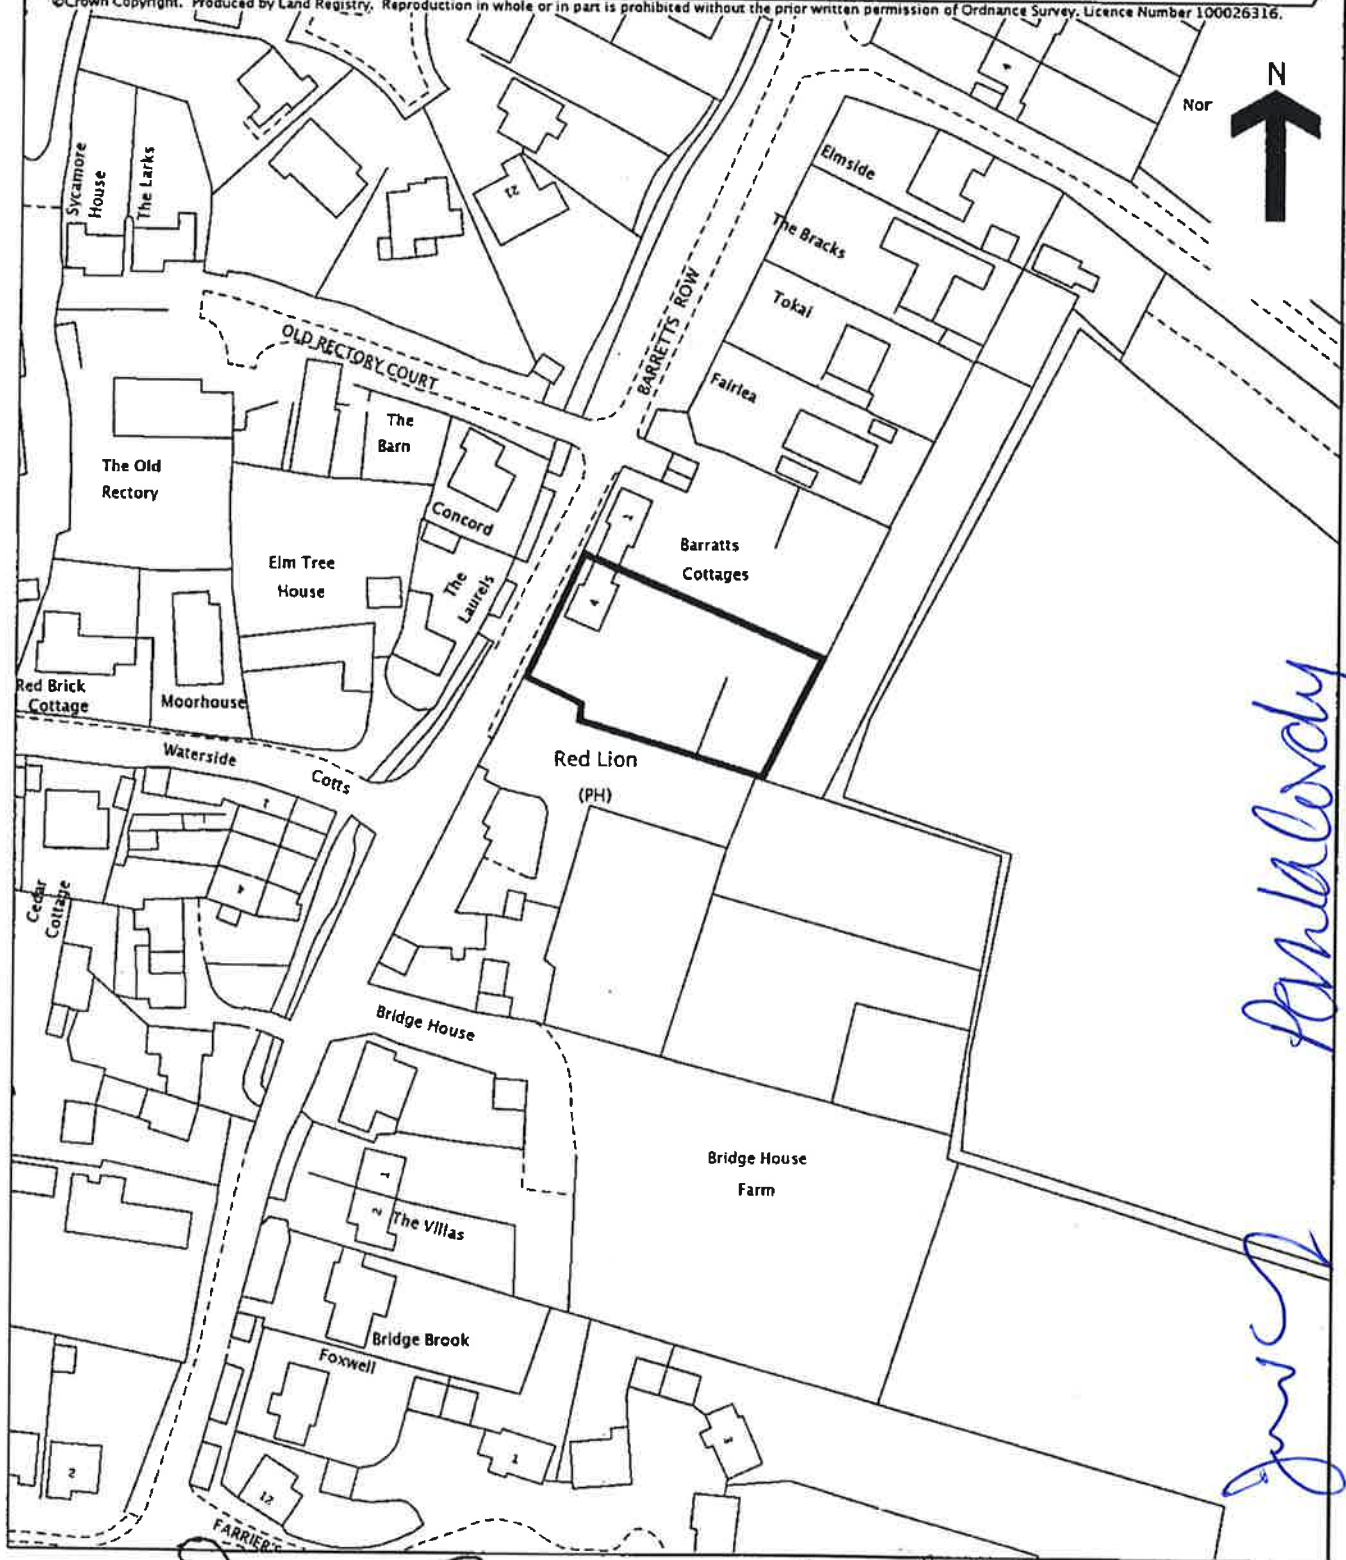 ©Crown Copyright. Produced by Land Registry. Reproduction in whole or in part is prohibited without the prior written permission of Ordnance Survey. Licence Number 100026316.
N
4
Nor
Sycamore
House
The Larks
21
Elmside
The Bracks
Tokai
BARRETTS ROW
OLD RECTORY COURT
Fairlea
The
Barn
The Old
Rectory
Concord
1
Barratts
Cottages
Elm Tree
House
The
Laurels
4
Red Brick
Cottage
Moorhouse
Waterside
Cotts
Red Lion
(PH)
1
4
Cedar
Cottage
Bridge House
Bridge House
Farm
1
2
The Villas
Bridge Brook
Foxwell
1
3
2
12
FARRIER'S